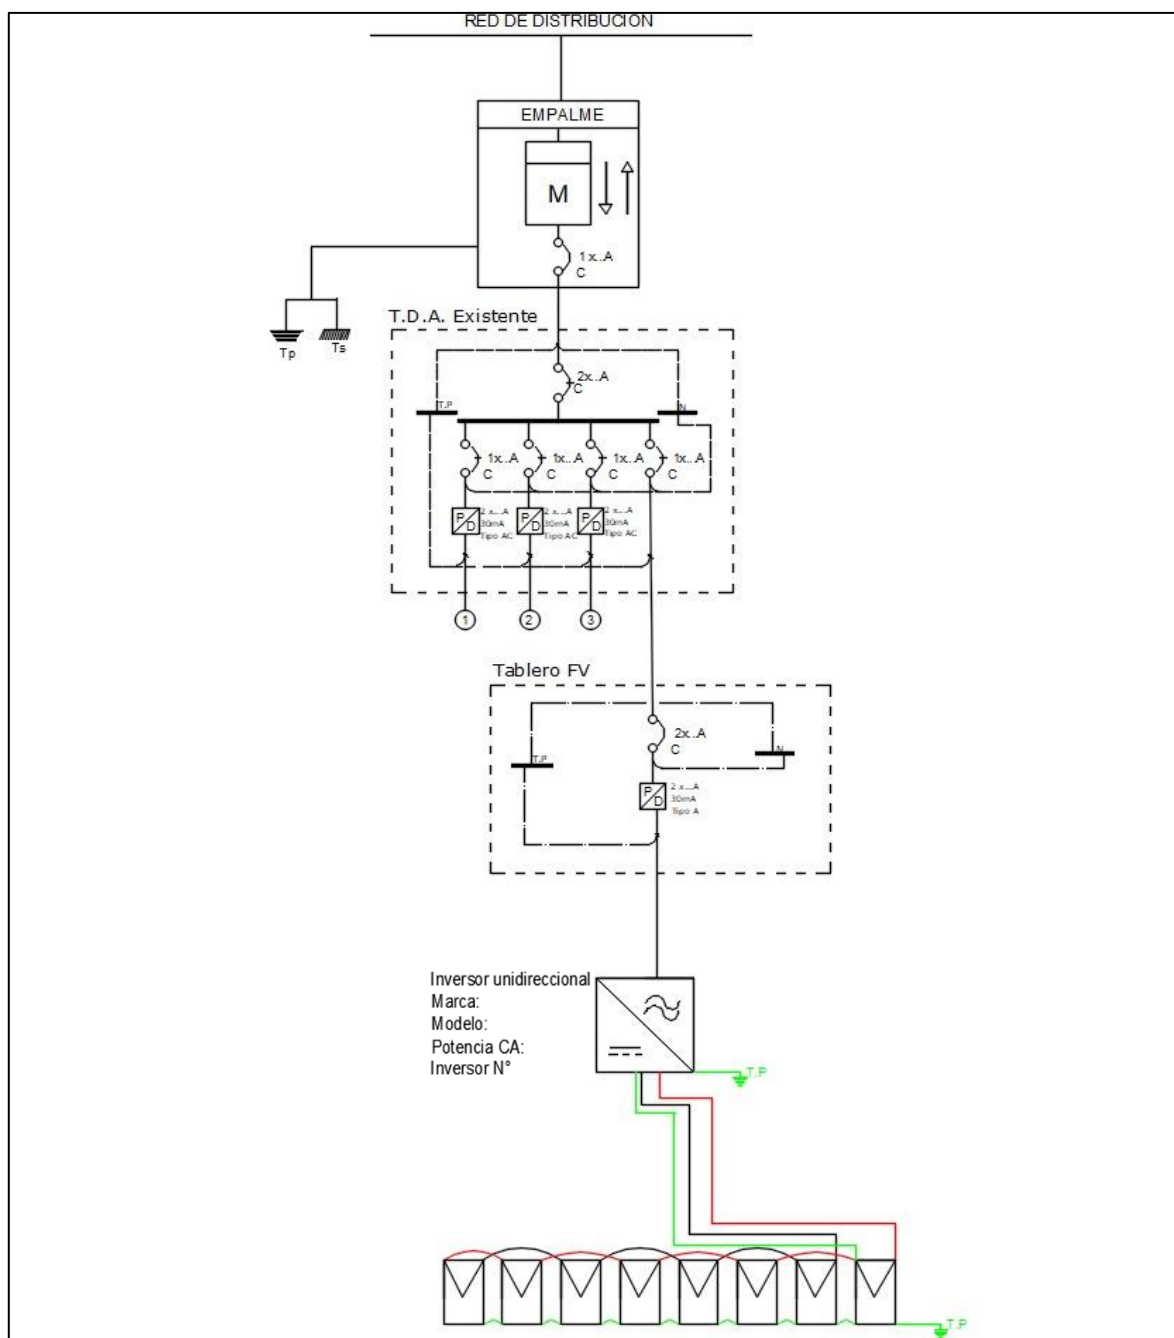 RED DE DISTRIBUCION
EMPALME
M
1x..A
C
Tp
Ts
T.D.A. Existente
2x..A
C
T.P
N
1x..A
C
1x..A
C
1x..A
C
1x..A
C
P/D
2 x....A
30mA
Tipo AC
P/D
2 x....A
30mA
Tipo AC
P/D
2 x....A
30mA
Tipo AC
1
2
3
Tablero FV
2x..A
C
T.P
N
P/D
2 x....A
30mA
Tipo A
Inversor unidireccional
Marca:
Modelo:
Potencia CA:
Inversor N°
T.P
T.P